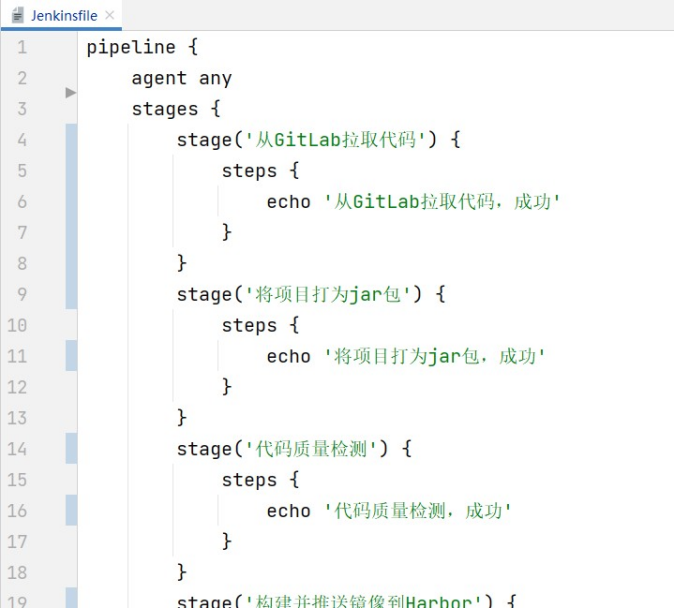 Jenkinsfile
1 pipeline {
2 agent any
3 stages {
4 stage('从GitLab拉取代码') {
5 steps {
6 echo '从GitLab拉取代码，成功'
7 }
8 }
9 stage('将项目打为jar包') {
10 steps {
11 echo '将项目打为jar包，成功'
12 }
13 }
14 stage('代码质量检测') {
15 steps {
16 echo '代码质量检测，成功'
17 }
18 }
19 stage('构建并推送镜像到Harbor') {